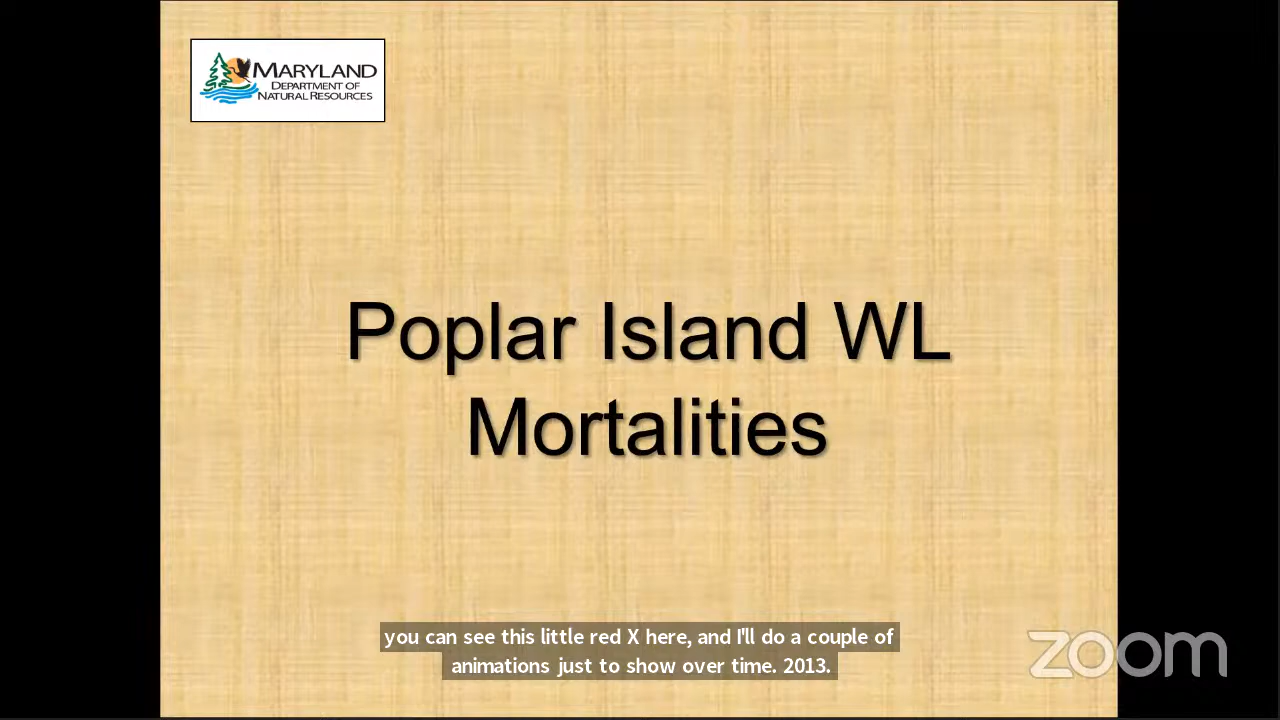 MARYLAND
DEPARTMENT OF
NATURAL RESOURCES
Poplar Island WL
Mortalities
you can see this little red X here, and I'll do a couple of
animations just to show over time. 2013.
zoom